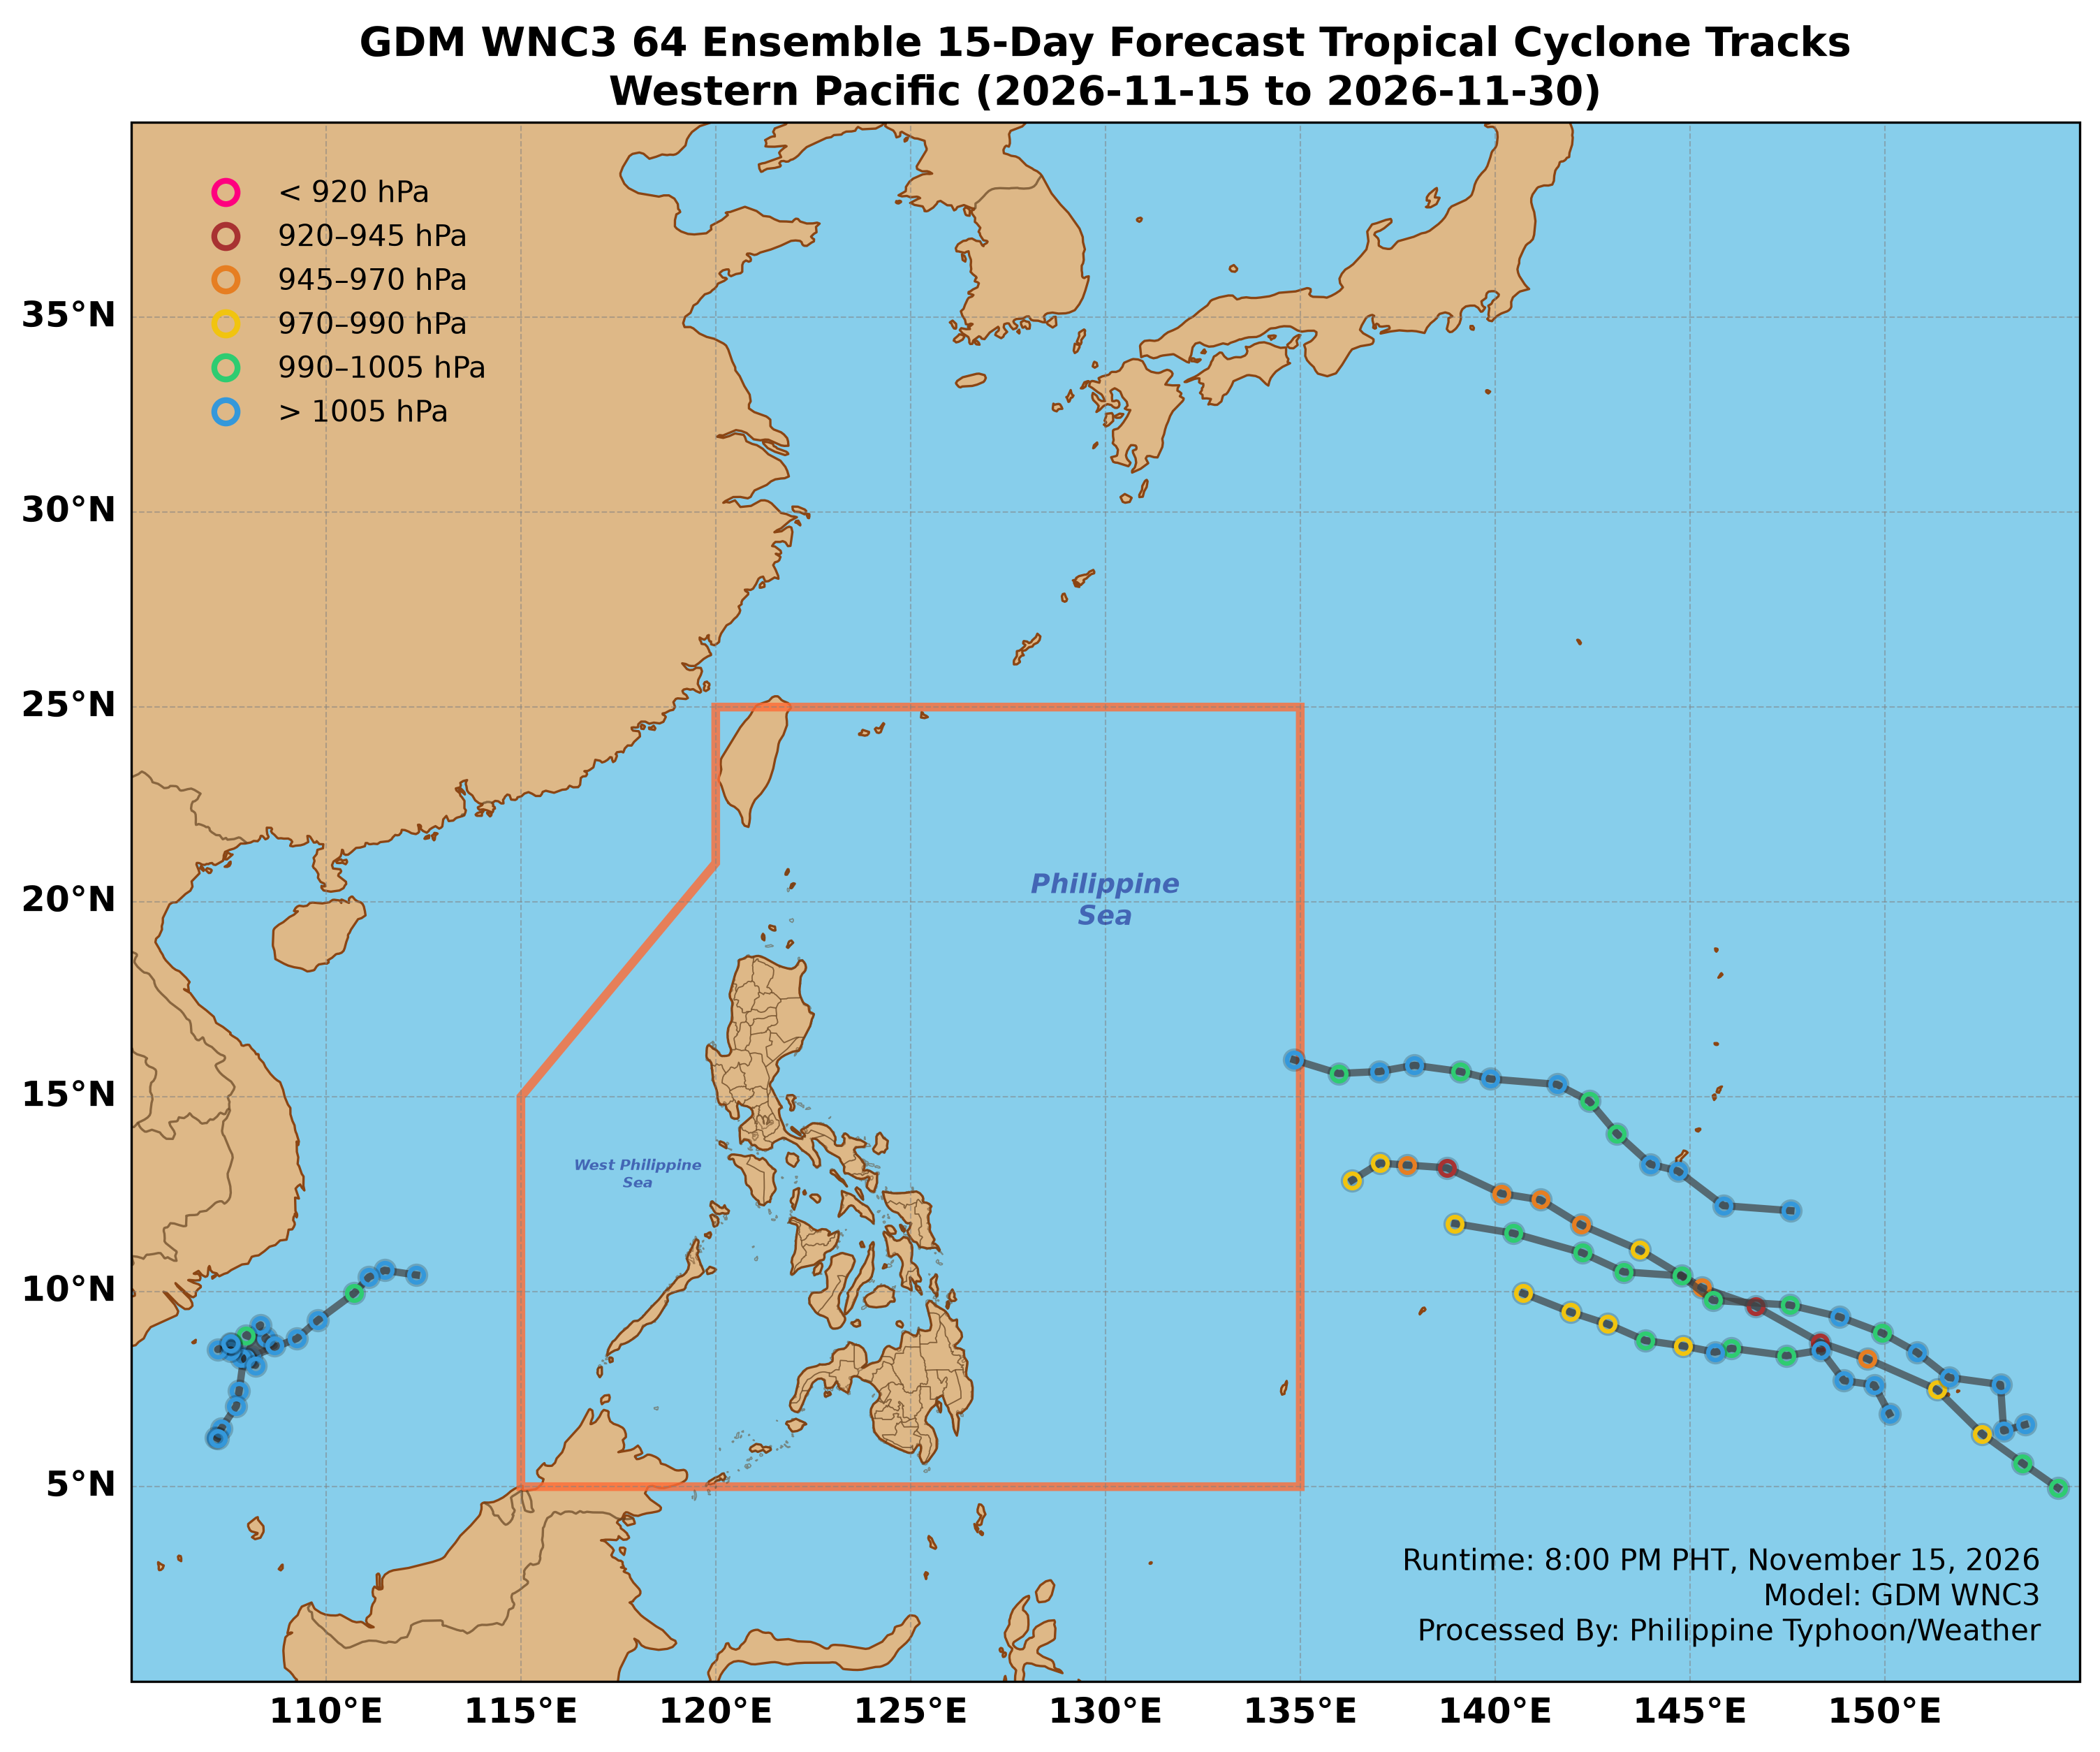 GDM WNC3 64 Ensemble 15-Day Forecast Tropical Cyclone Tracks
Western Pacific (2026-11-15 to 2026-11-30)
< 920 hPa
920–945 hPa
945–970 hPa
970–990 hPa
990–1005 hPa
> 1005 hPa
35°N
30°N
25°N
20°N
15°N
10°N
5°N
Philippine
Sea
West Philippine
Sea
Runtime: 8:00 PM PHT, November 15, 2026
Model: GDM WNC3
Processed By: Philippine Typhoon/Weather
110°E 115°E 120°E 125°E 130°E 135°E 140°E 145°E 150°E